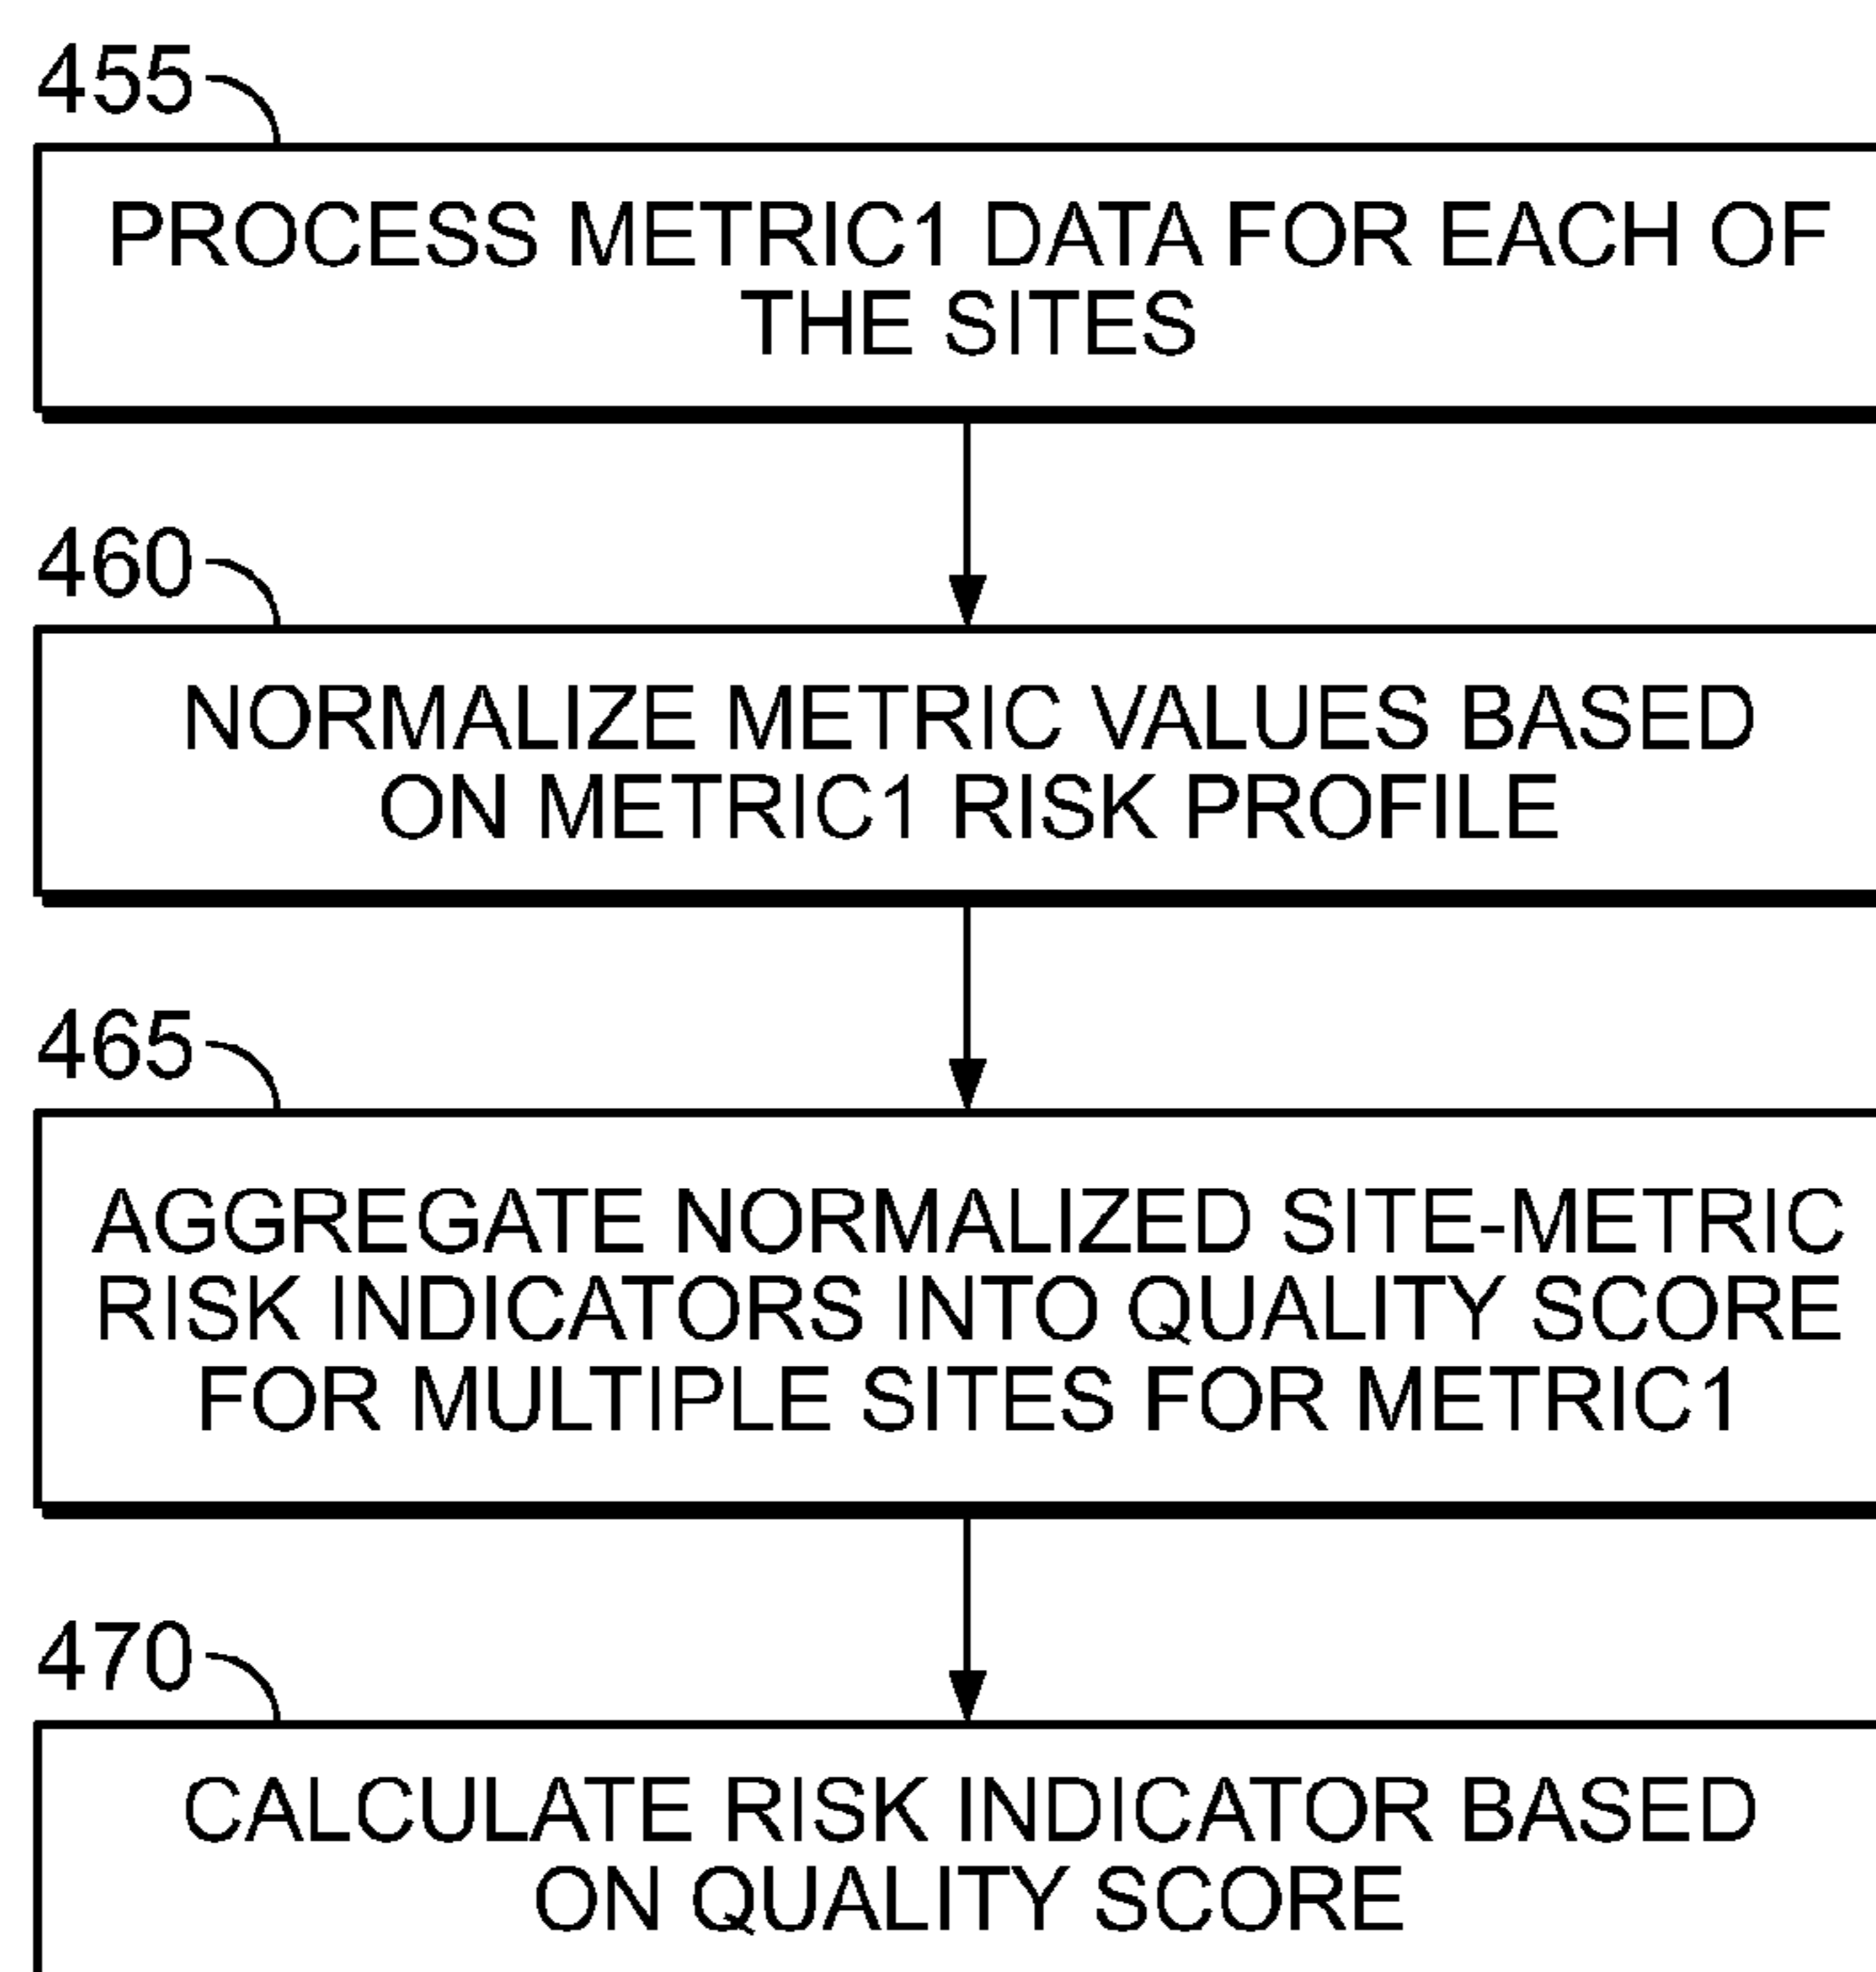 455
PROCESS METRIC1 DATA FOR EACH OF
THE SITES
460
NORMALIZE METRIC VALUES BASED
ON METRIC1 RISK PROFILE
465
AGGREGATE NORMALIZED SITE-METRIC
RISK INDICATORS INTO QUALITY SCORE
FOR MULTIPLE SITES FOR METRIC1
470
CALCULATE RISK INDICATOR BASED
ON QUALITY SCORE